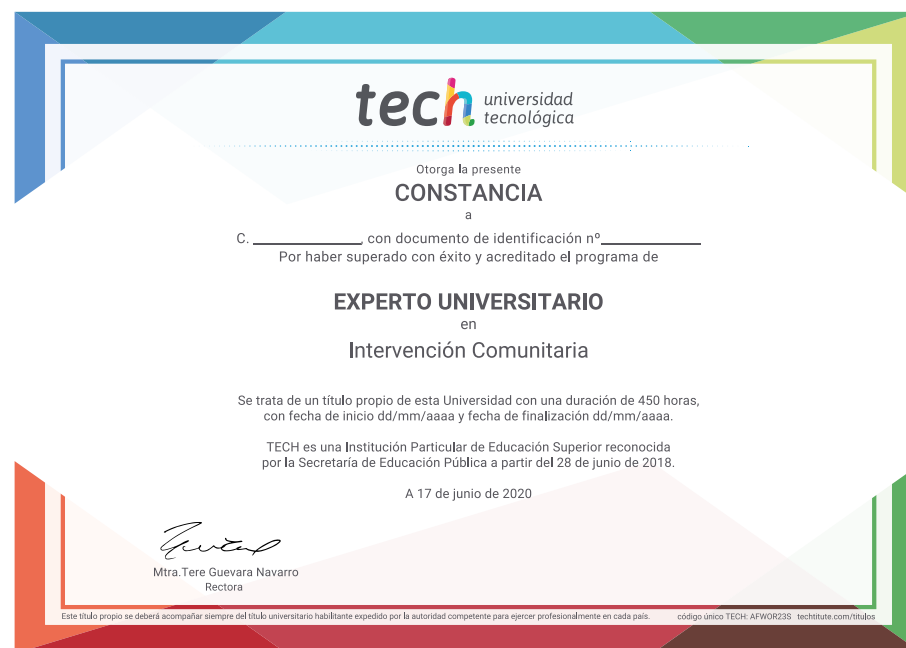 tech universidad
tecnológica
Otorga la presente
CONSTANCIA
a
C. ______________, con documento de identificación nº_____________
Por haber superado con éxito y acreditado el programa de
EXPERTO UNIVERSITARIO
en
Intervención Comunitaria
Se trata de un título propio de esta Universidad con una duración de 450 horas,
con fecha de inicio dd/mm/aaaa y fecha de finalización dd/mm/aaaa.
TECH es una Institución Particular de Educación Superior reconocida
por la Secretaría de Educación Pública a partir del 28 de junio de 2018.
A 17 de junio de 2020
Mtra.Tere Guevara Navarro
Rectora
Este título propio se deberá acompañar siempre del título universitario habilitante expedido por la autoridad competente para ejercer profesionalmente en cada país. código único TECH: AFWOR23S techtitute.com/titulos